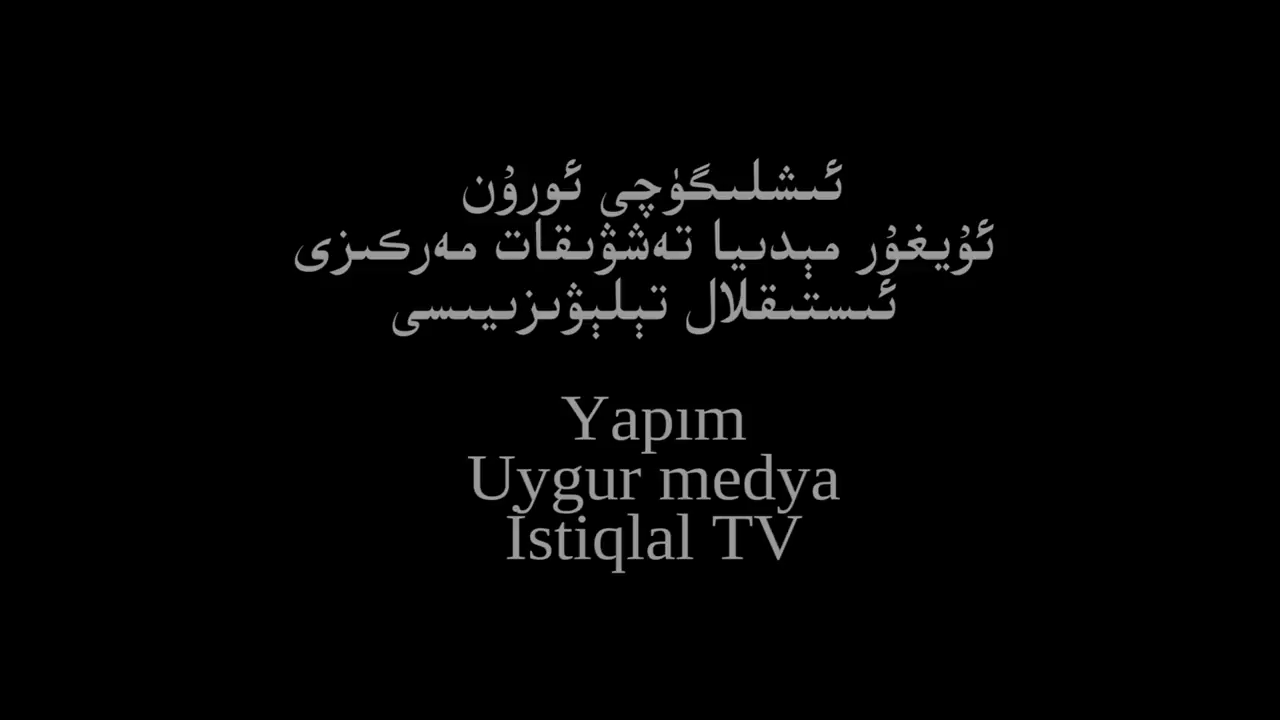 ئىشلىگۈچى ئورۇن
ئۇيغۇر مېدىيا تەشۋىقات مەركىزى
ئىستىقلال تېلېۋىزىيىسى
Yapım
Uygur medya
İstiqlal TV